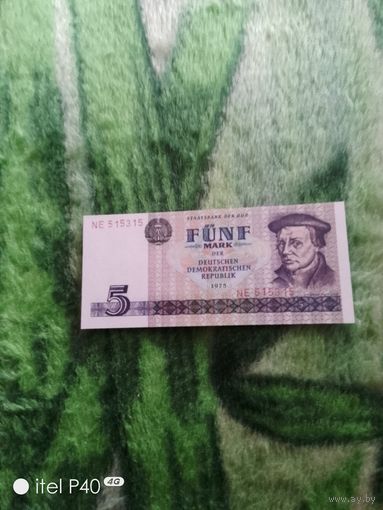 STAATSBANK DER DDR
NE 515315
FÜNF
MARK
DER
DEUTSCHEN
DEMOKRATISCHEN
REPUBLIK
1975
NE 515315
5
itel P40 4G
www.ay.by